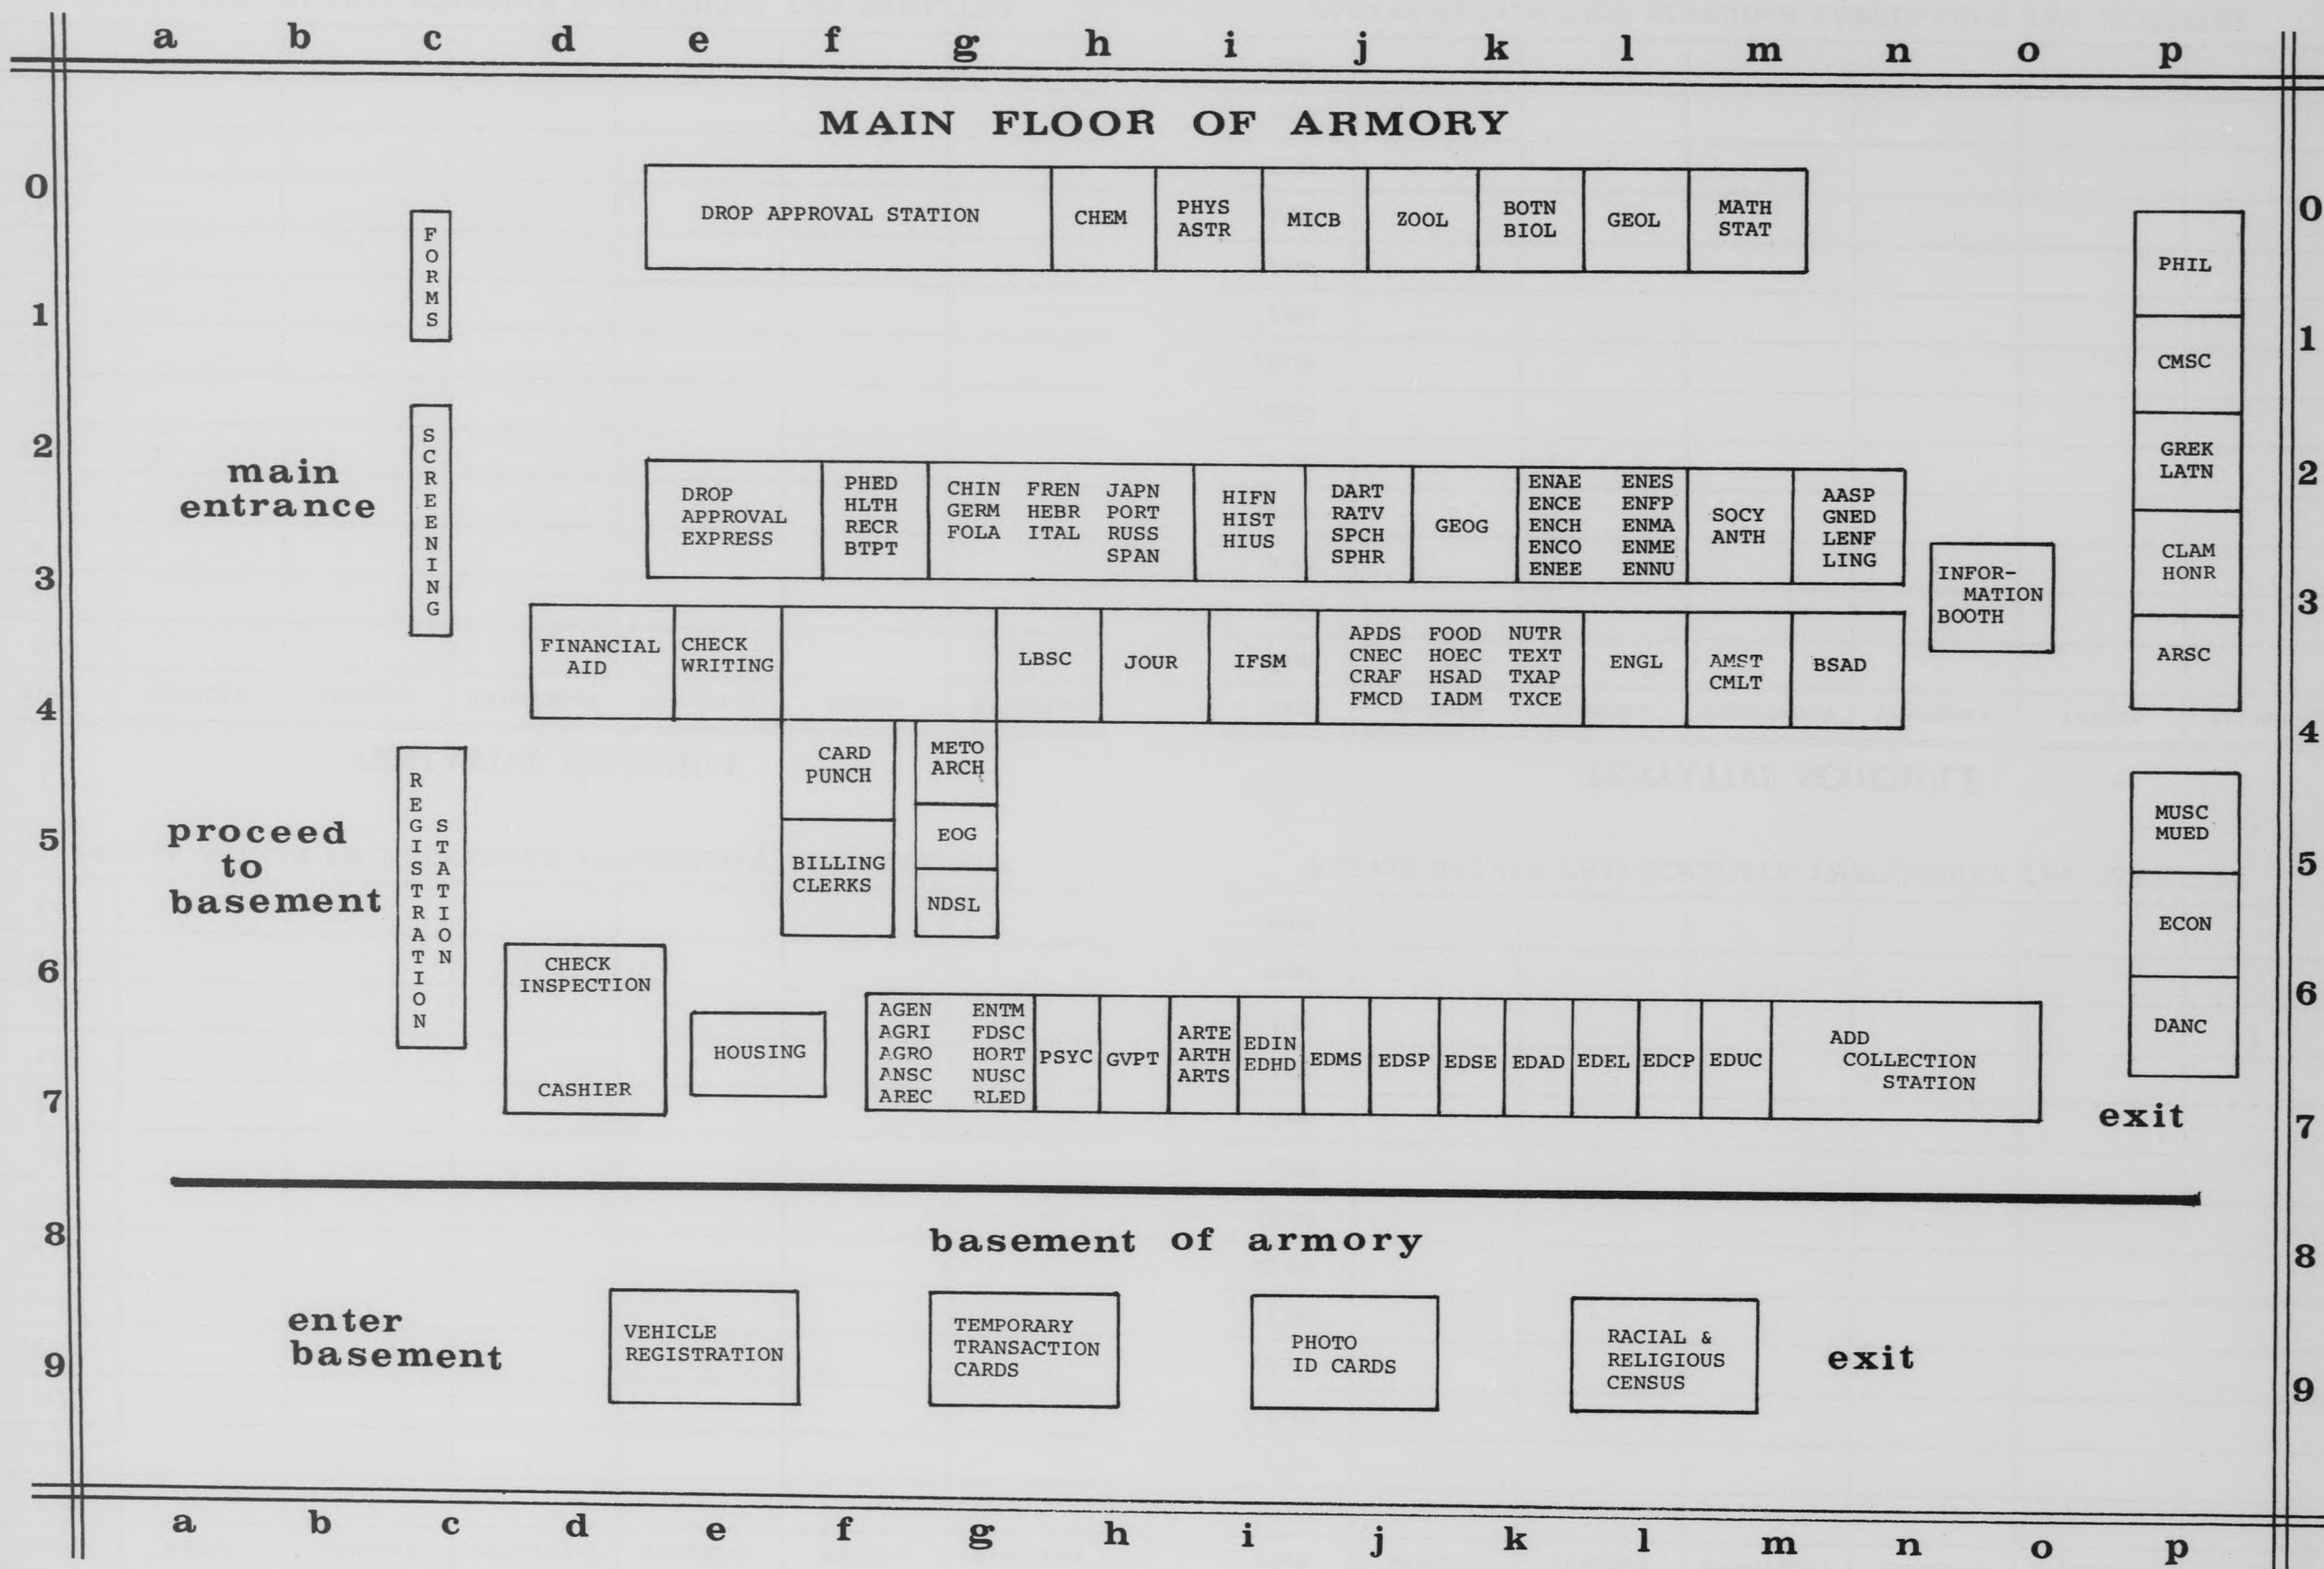 a b c d e f g h i j k l m n o p
MAIN FLOOR OF ARMORY
0
0
1
1
2
2
3
3
4
4
5
5
6
6
7
7
8
8
9
9
FORMS
DROP APPROVAL STATION
CHEM
PHYS
ASTR
MICB
ZOOL
BOTN
BIOL
GEOL
MATH
STAT
PHIL
CMSC
GREK
LATN
CLAM
HONR
ARSC
main
entrance
SCREENING
DROP
APPROVAL
EXPRESS
PHED
HLTH
RECR
BTPT
CHIN FREN JAPN
GERM HEBR PORT
FOLA ITAL RUSS
SPAN
HIFN
HIST
HIUS
DART
RATV
SPCH
SPHR
GEOG
ENAE ENES
ENCE ENFP
ENCH ENMA
ENCO ENME
ENEE ENNU
SOCY
ANTH
AASP
GNED
LENF
LING
INFOR-
MATION
BOOTH
FINANCIAL
AID
CHECK
WRITING
LBSC
JOUR
IFSM
APDS FOOD NUTR
CNEC HOEC TEXT
CRAF HSAD TXAP
FMCD IADM TXCE
ENGL
AMST
CMLT
BSAD
proceed
to
basement
REGISTRATION
STATION
CARD
PUNCH
BILLING
CLERKS
METO
ARCH
EOG
NDSL
MUSC
MUED
ECON
DANC
CHECK
INSPECTION
CASHIER
HOUSING
AGEN ENTM
AGRI FDSC
AGRO HORT
ANSC NUSC
AREC RLED
PSYC
GVPT
ARTE
ARTH
ARTS
EDIN
EDHD
EDMS
EDSP
EDSE
EDAD
EDEL
EDCP
EDUC
ADD
COLLECTION
STATION
exit
basement of armory
enter
basement
VEHICLE
REGISTRATION
TEMPORARY
TRANSACTION
CARDS
PHOTO
ID CARDS
RACIAL &
RELIGIOUS
CENSUS
exit
a b c d e f g h i j k l m n o p